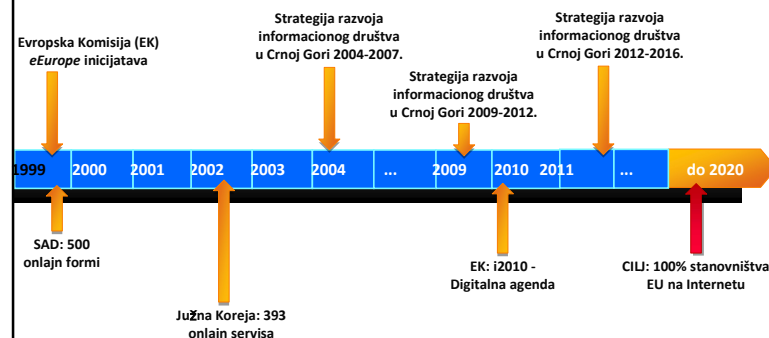 Evropska Komisija (EK)
eEurope inicijatava
Strategija razvoja
informacionog društva
u Crnoj Gori 2004-2007.
Strategija razvoja
informacionog društva
u Crnoj Gori 2009-2012.
Strategija razvoja
informacionog društva
u Crnoj Gori 2012-2016.
1999 2000 2001 2002 2003 2004 ... 2009 2010 2011 ... do 2020
SAD: 500
onlajn formi
Južna Koreja: 393
onlajn servisa
EK: i2010 -
Digitalna agenda
CILJ: 100% stanovništva
EU na Internetu